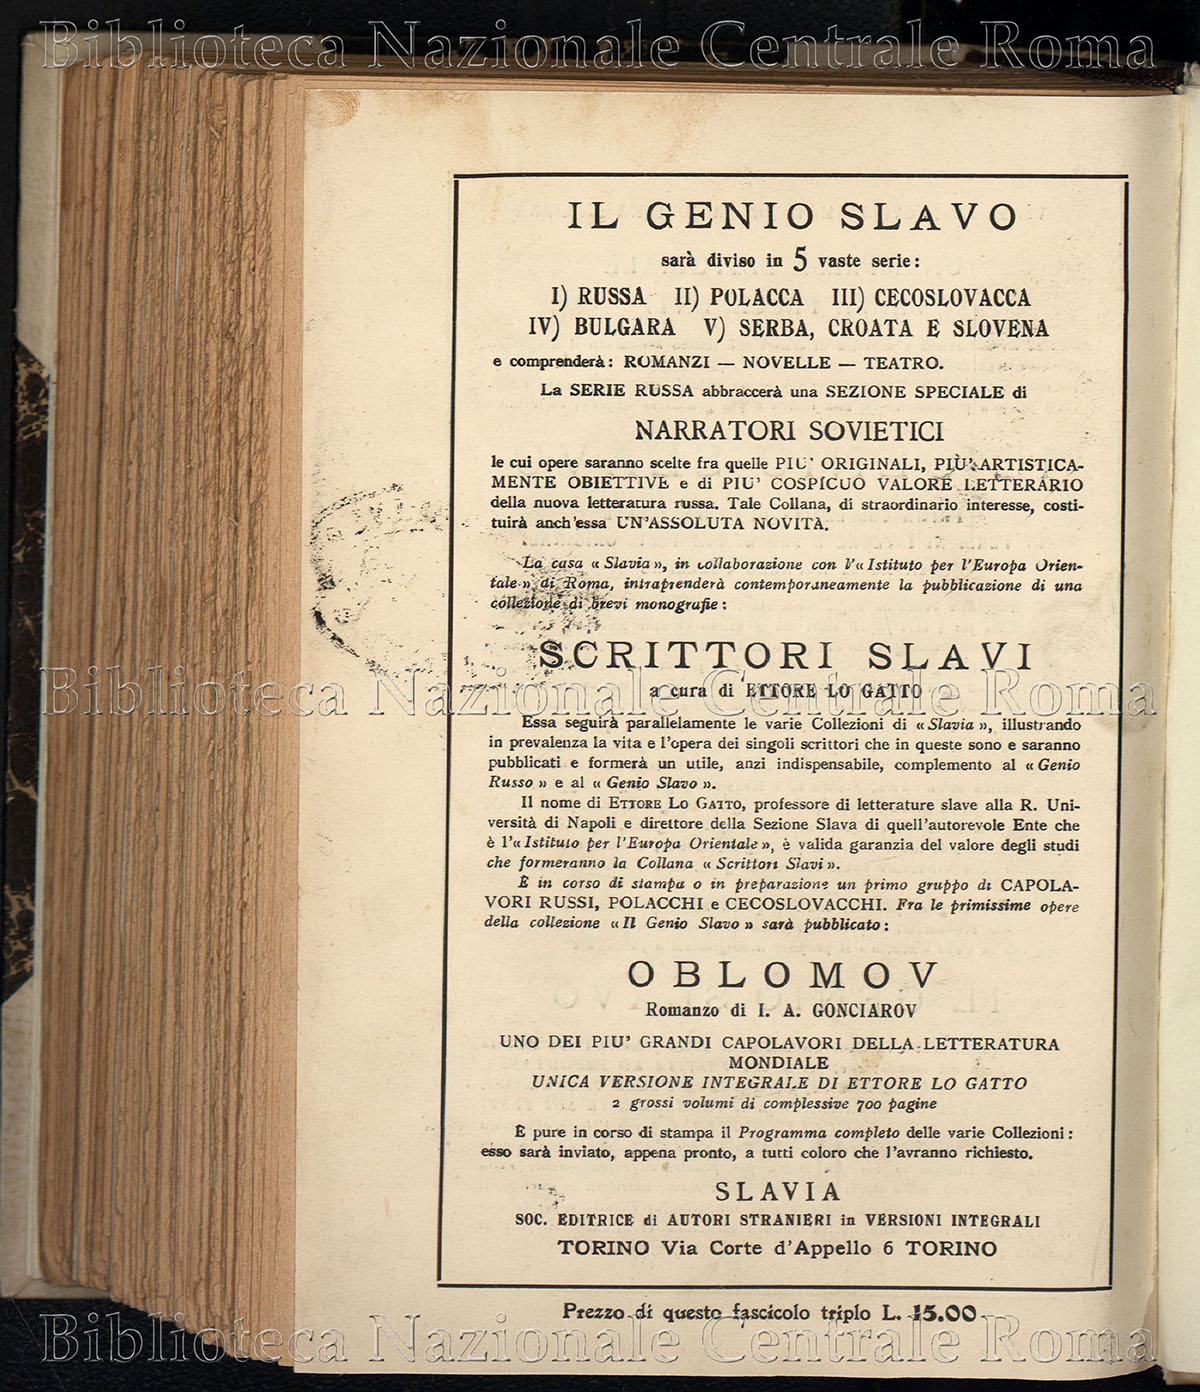 Biblioteca Nazionale Centrale Roma
IL GENIO SLAVO
sarà diviso in 5 vaste serie:
I) RUSSA II) POLACCA III) CECOSLOVACCA
IV) BULGARA V) SERBA, CROATA E SLOVENA
e comprenderà: ROMANZI — NOVELLE — TEATRO.
La SERIE RUSSA abbraccerà una SEZIONE SPECIALE di
NARRATORI SOVIETICI
le cui opere saranno scelte fra quelle PIU' ORIGINALI, PIÙ' ARTISTICA-
MENTE OBIETTIVE e di PIU' COSPICUO VALORE LETTERARIO
della nuova letteratura russa. Tale Collana, di straordinario interesse, costi-
tuirà anch'essa UN'ASSOLUTA NOVITÀ.
La casa « Slavia », in collaborazione con l'« Istituto per l'Europa Orien-
tale » di Roma, intraprenderà contemporaneamente la pubblicazione di una
collezione di brevi monografie:
SCRITTORI SLAVI
Biblioteca Nazionale Centrale Roma
a cura di ETTORE LO GATTO
Essa seguirà parallelamente le varie Collezioni di « Slavia », illustrando
in prevalenza la vita e l'opera dei singoli scrittori che in queste sono e saranno
pubblicati e formerà un utile, anzi indispensabile, complemento al « Genio
Russo » e al « Genio Slavo ».
Il nome di ETTORE LO GATTO, professore di letterature slave alla R. Uni-
versità di Napoli e direttore della Sezione Slava di quell'autorevole Ente che
è l'« Istituto per l'Europa Orientale », è valida garanzia del valore degli studi
che formeranno la Collana « Scrittori Slavi ».
È in corso di stampa o in preparazione un primo gruppo di CAPOLA-
VORI RUSSI, POLACCHI e CECOSLOVACCHI. Fra le primissime opere
della collezione « Il Genio Slavo » sarà pubblicato:
OBLOMOV
Romanzo di I. A. GONCIAROV
UNO DEI PIU' GRANDI CAPOLAVORI DELLA LETTERATURA
MONDIALE
UNICA VERSIONE INTEGRALE DI ETTORE LO GATTO
2 grossi volumi di complessive 700 pagine
È pure in corso di stampa il Programma completo delle varie Collezioni:
esso sarà inviato, appena pronto, a tutti coloro che l'avranno richiesto.
SLAVIA
SOC. EDITRICE di AUTORI STRANIERI in VERSIONI INTEGRALI
TORINO Via Corte d'Appello 6 TORINO
Prezzo di questo fascicolo triplo L. 15.00
Biblioteca Nazionale Centrale Roma